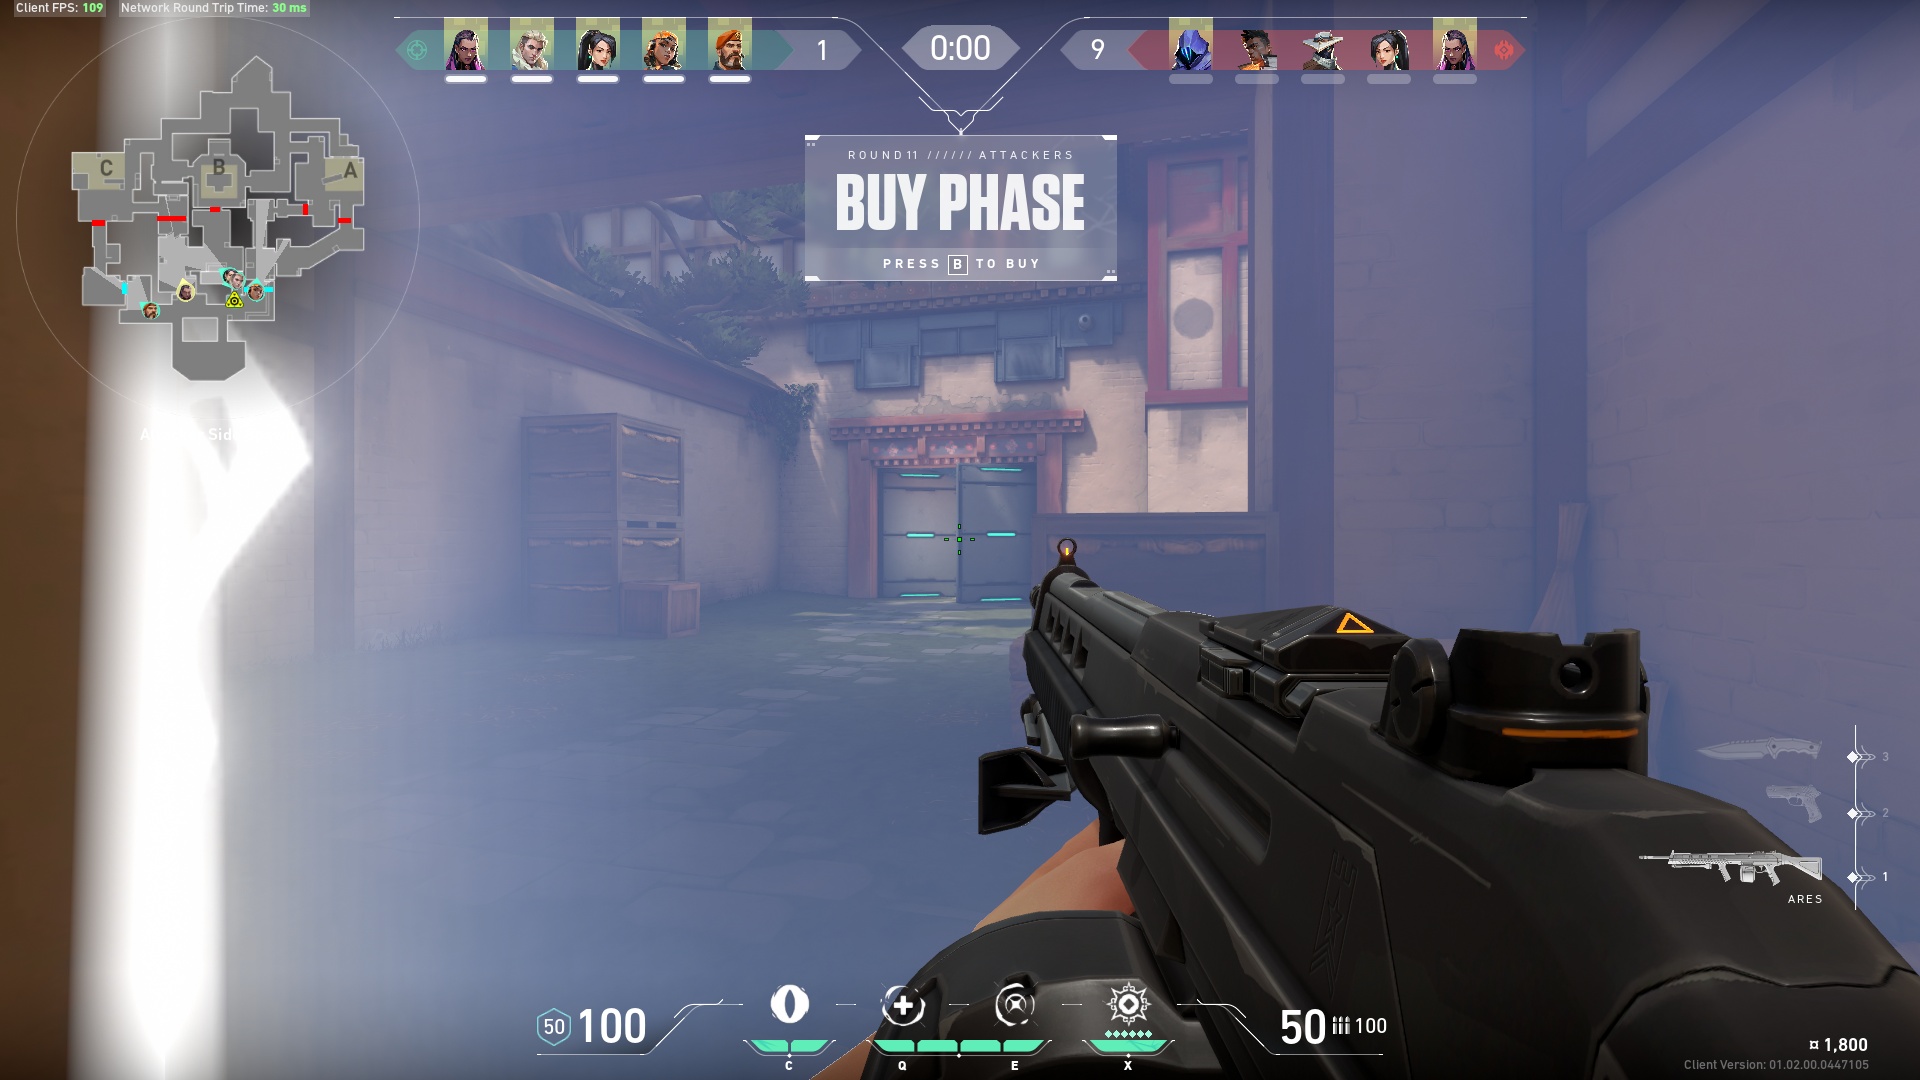 Client FPS: 109 Network Round Trip Time: 30 ms
1 0:00 9
ROUND 11 ////// ATTACKERS
BUY PHASE
PRESS B TO BUY
C B A
3
2
1
ARES
50 100
C Q E X
50 100
¤ 1,800
Client Version: 01.02.00.0447105